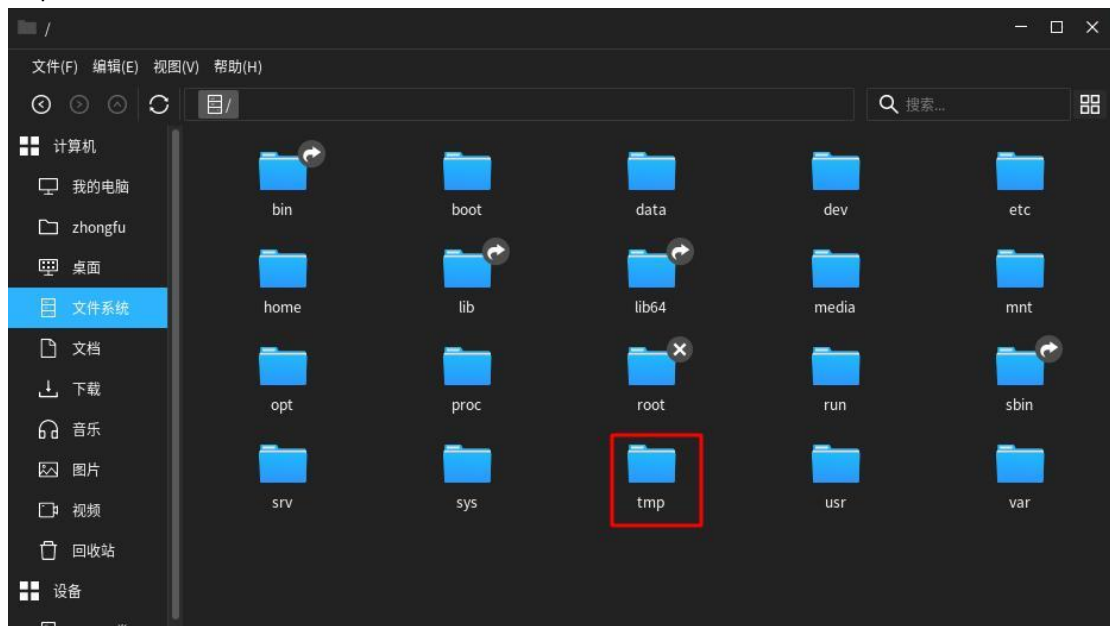 /
文件(F) 编辑(E) 视图(V) 帮助(H)
/ 搜索...
计算机
我的电脑
zhongfu
桌面
文件系统
文档
下载
音乐
图片
视频
回收站
设备
bin boot data dev etc
home lib lib64 media mnt
opt proc root run sbin
srv sys tmp usr var